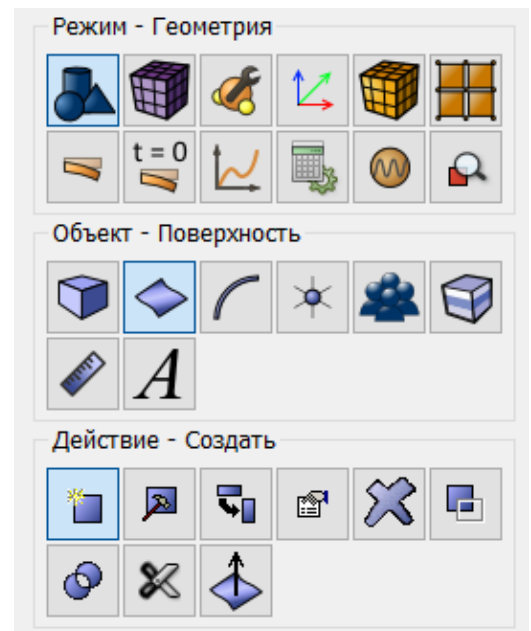 Режим - Геометрия
t = 0
Объект - Поверхность
A
Действие - Создать